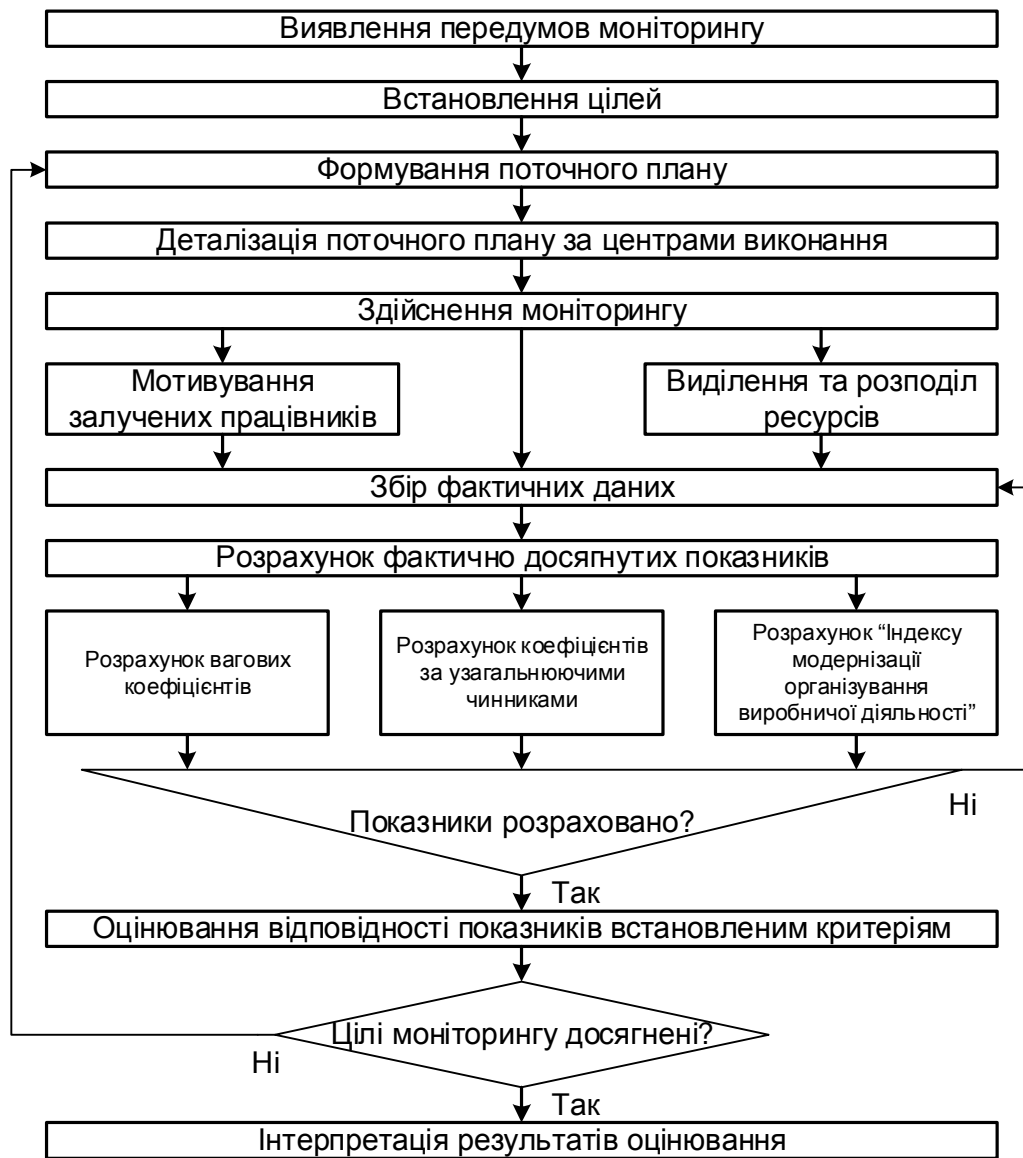 Виявлення передумов моніторингу
Встановлення цілей
Формування поточного плану
Деталізація поточного плану за центрами виконання
Здійснення моніторингу
Мотивування
залучених працівників
Виділення та розподіл
ресурсів
Збір фактичних даних
Розрахунок фактично досягнутих показників
Розрахунок вагових
коефіцієнтів
Розрахунок коефіцієнтів
за узагальнюючими
чинниками
Розрахунок “Індексу
модернізації
організування
виробничої діяльності”
Показники розраховано?
Ні
Так
Оцінювання відповідності показників встановленим критеріям
Цілі моніторингу досягнені?
Ні
Так
Інтерпретація результатів оцінювання